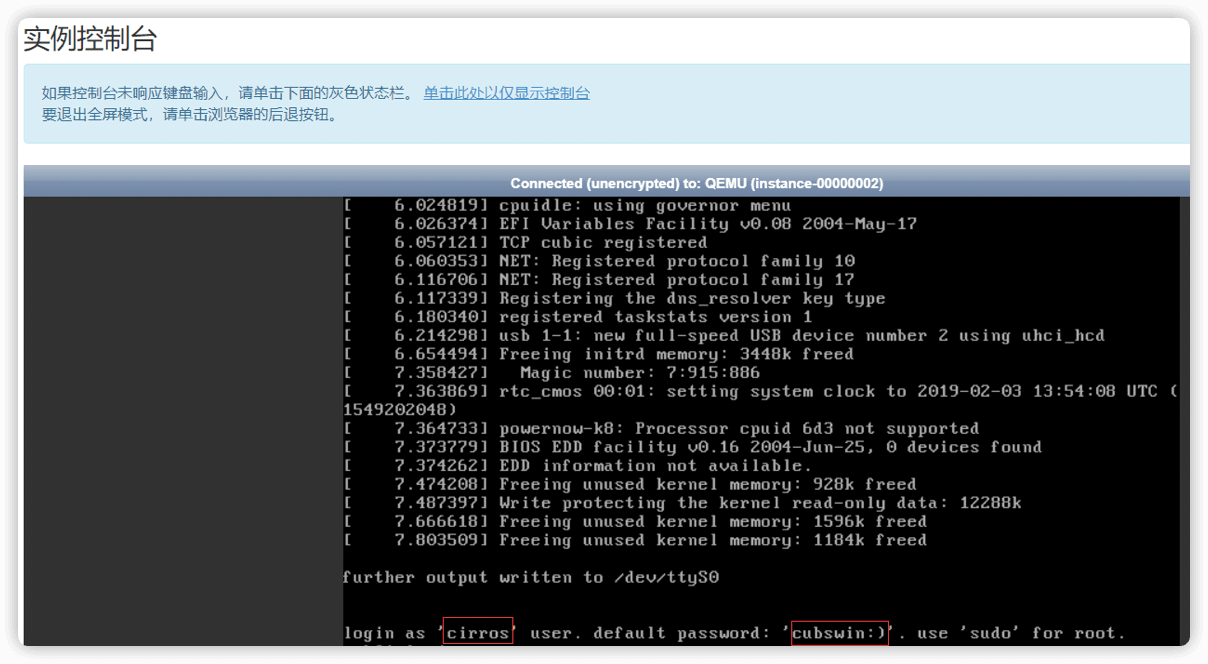 实例控制台
如果控制台未响应键盘输入，请单击下面的灰色状态栏。 单击此处以仅显示控制台
要退出全屏模式，请单击浏览器的后退按钮。
Connected (unencrypted) to: QEMU (instance-00000002)
[    6.024819] cpuidle: using governor menu
[    6.026374] EFI Variables Facility v0.08 2004-May-17
[    6.057121] TCP cubic registered
[    6.060353] NET: Registered protocol family 10
[    6.116706] NET: Registered protocol family 17
[    6.117339] Registering the dns_resolver key type
[    6.180340] registered taskstats version 1
[    6.214298] usb 1-1: new full-speed USB device number 2 using uhci_hcd
[    6.654494] Freeing initrd memory: 3448k freed
[    7.358427]   Magic number: 7:915:886
[    7.363869] rtc_cmos 00:01: setting system clock to 2019-02-03 13:54:08 UTC (
1549202048)
[    7.364733] powernow-k8: Processor cpuid 6d3 not supported
[    7.373779] BIOS EDD facility v0.16 2004-Jun-25, 0 devices found
[    7.374262] EDD information not available.
[    7.474208] Freeing unused kernel memory: 928k freed
[    7.487397] Write protecting the kernel read-only data: 12288k
[    7.666618] Freeing unused kernel memory: 1596k freed
[    7.803509] Freeing unused kernel memory: 1184k freed
further output written to /dev/ttyS0
login as 'cirros' user. default password: 'cubswin:)'. use 'sudo' for root.